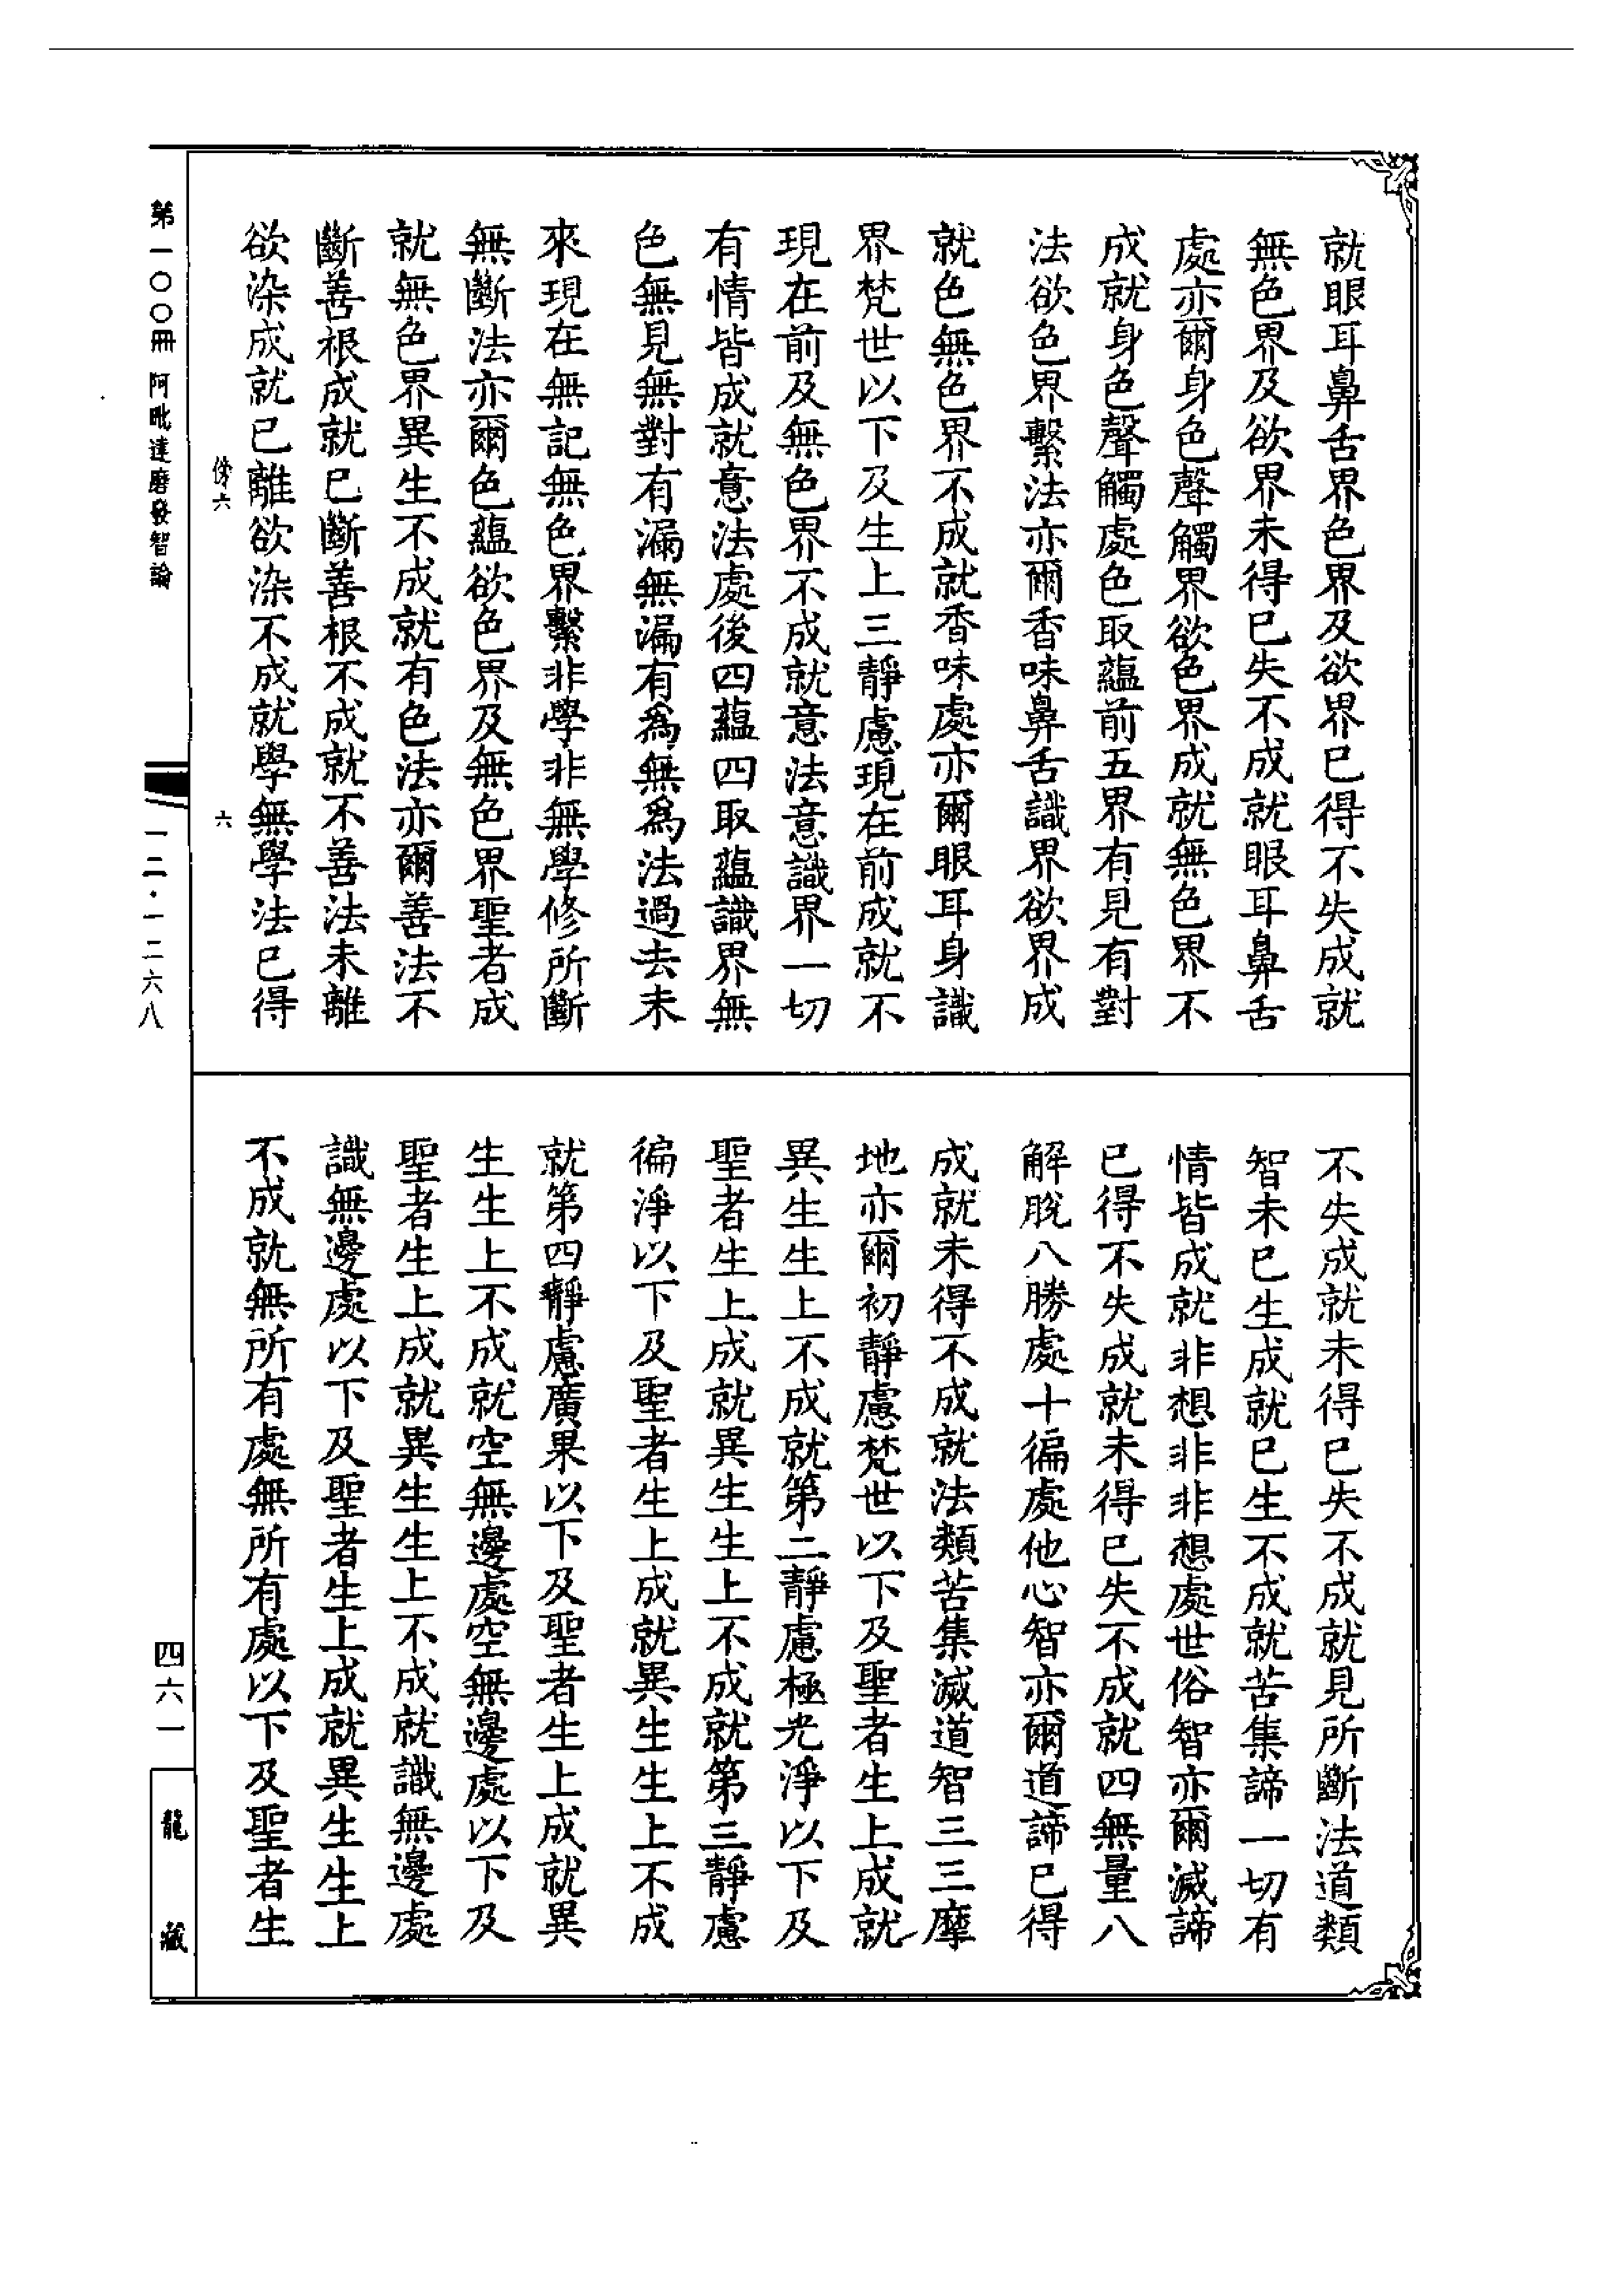 就眼耳鼻舌界色界及欲界已得不失成就
無色界及欲界未得已失不成就眼耳鼻舌
處亦爾身色聲觸界欲色界成就無色界不
成就身色聲觸處色取蘊前五界有見有對
法欲色界繫法亦爾香味鼻舌識界欲界成
就色無色界不成就香味處亦爾眼耳身識
界梵世以下及生上三靜慮現在前成就不
現在前及無色界不成就意法意識界一切
有情皆成就意法處後四蘊四取蘊識界無
色無見無對有漏無漏有為無為法過去未
來現在無記無色界繫非學非無學修所斷
無斷法亦爾色蘊欲色界及無色界聖者成
就無色界異生不成就有色法亦爾善法不
斷善根成就已斷善根不成就不善法未離
欲染成就已離欲染不成就學無學法已得
不失成就未得已失不成就見所斷法道類
智未已生成就已生不成就苦集諦一切有
情皆成就非想非非想處世俗智亦爾滅諦
已得不失成就未得已失不成就四無量八
解脫八勝處十徧處他心智亦爾道諦已得
成就未得不成就法類苦集滅道智三三摩
地亦爾初靜慮梵世以下及聖者生上成就
異生生上不成就第二靜慮極光淨以下及
聖者生上成就異生生上不成就第三靜慮
徧淨以下及聖者生上成就異生生上不成
就第四靜慮廣果以下及聖者生上成就異
生生上不成就空無邊處空無邊處以下及
聖者生上成就異生生上不成就識無邊處
識無邊處以下及聖者生上成就異生生上
不成就無所有處無所有處以下及聖者生
六
六
第一〇〇冊 阿毗達磨發智論
一二·一二六八
四六一
龍藏